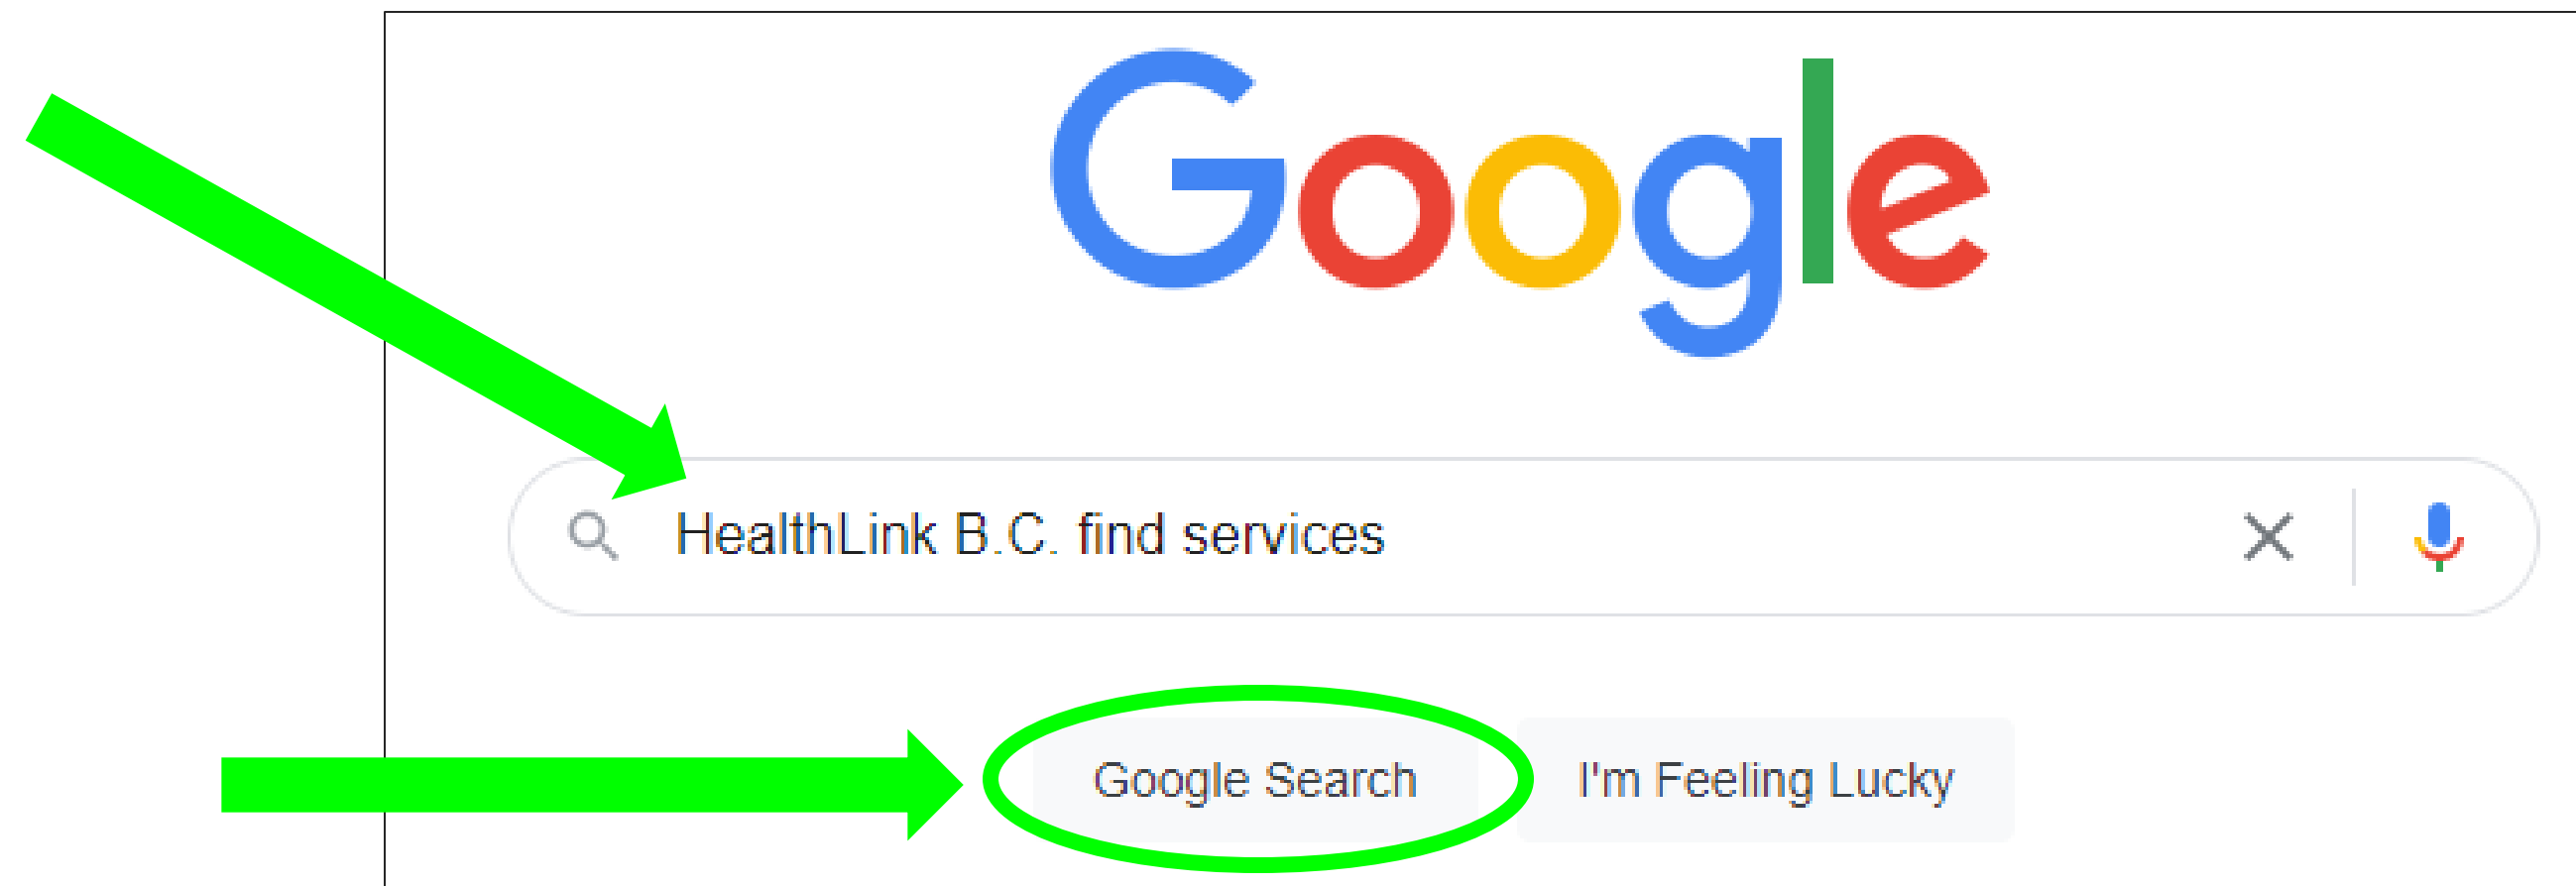 Google
HealthLink B.C. find services
Google Search
I'm Feeling Lucky